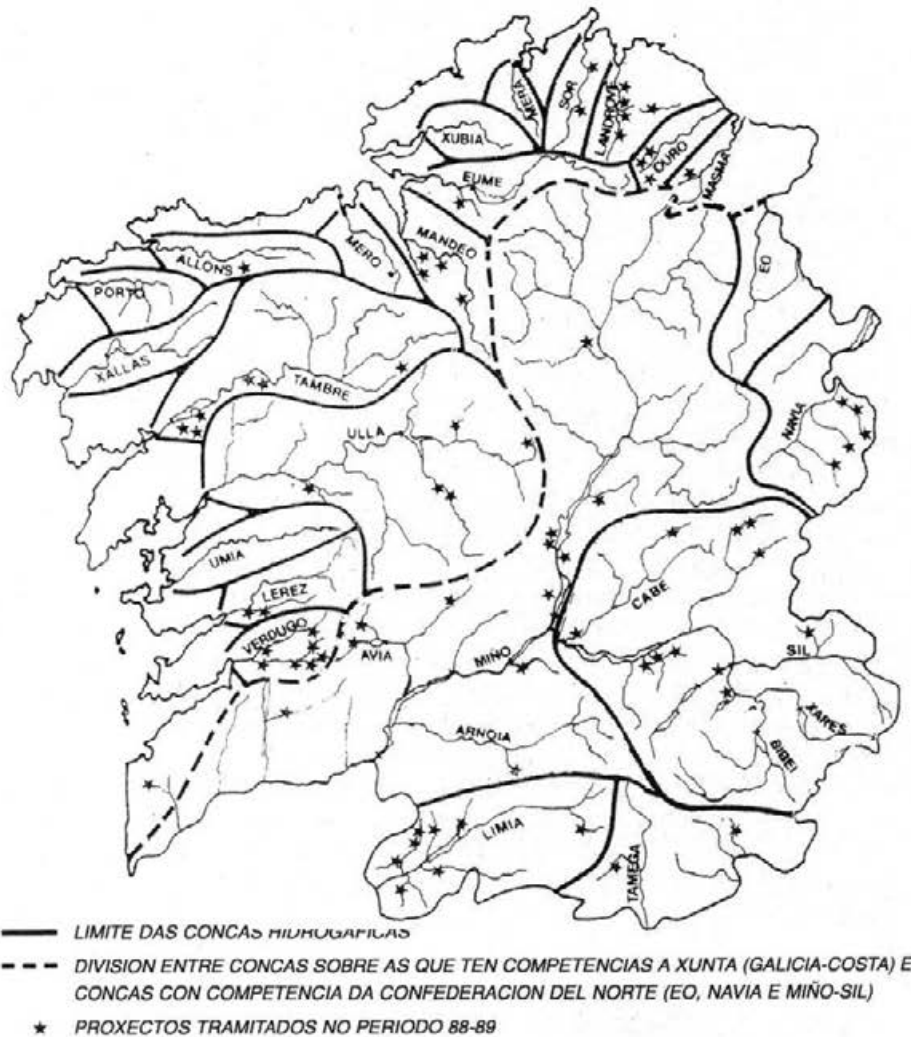 MERA
SOR
LANDROVE
XUBIA
OURO
MASMA
EUME
MANDEO
MERO
EO
ALLONS
PORTO
XALLAS
TAMBRE
NAVIA
ULLA
UMIA
LEREZ
CABE
VERDUGO
AVIA
MIÑO
SIL
XARES
BIBEI
ARNOIA
LIMIA
TAMEGA
LIMITE DAS CONCAS HIDROGAFICAS
DIVISION ENTRE CONCAS SOBRE AS QUE TEN COMPETENCIAS A XUNTA (GALICIA-COSTA) E
CONCAS CON COMPETENCIA DA CONFEDERACION DEL NORTE (EO, NAVIA E MIÑO-SIL)
★ PROXECTOS TRAMITADOS NO PERIODO 88-89